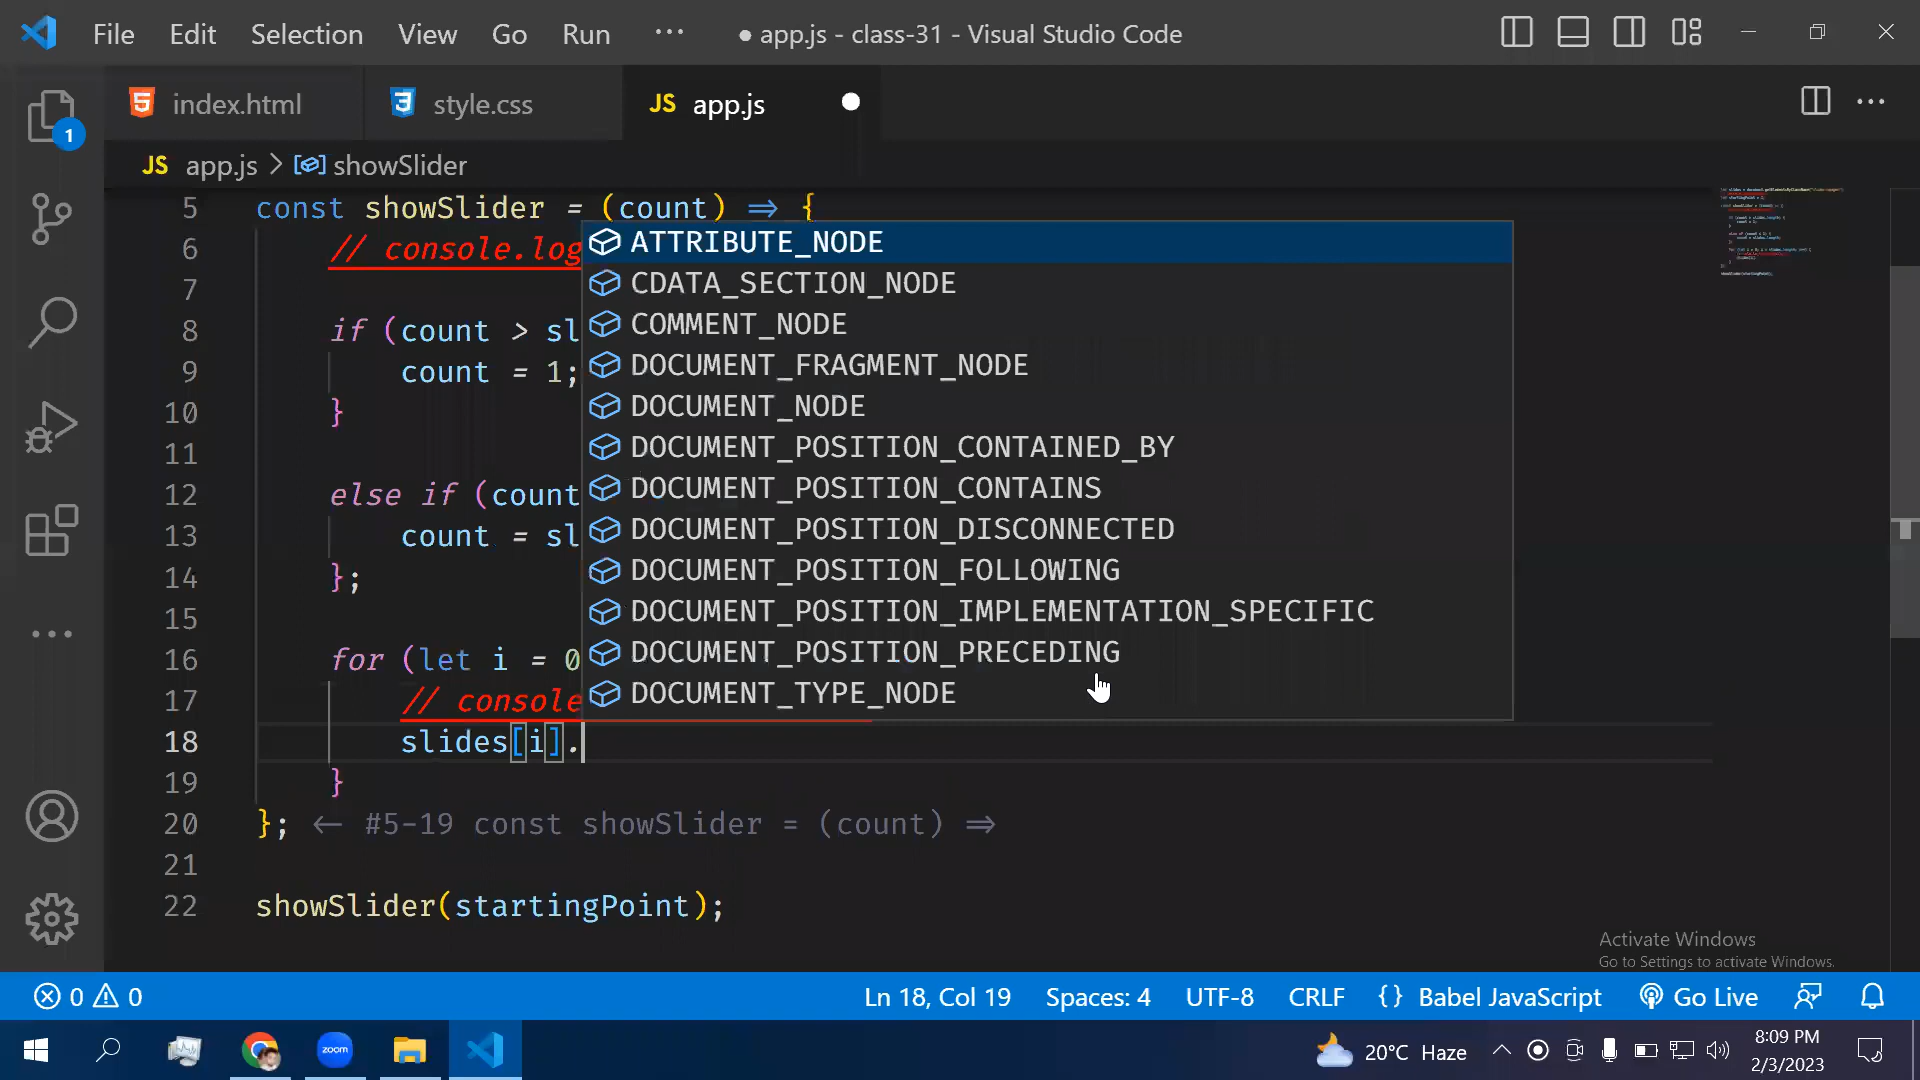 File Edit Selection View Go Run ··· ● app.js - class-31 - Visual Studio Code
index.html style.css JS app.js
JS app.js > showSlider
1
5 const showSlider = (count) ⇒ {
6 // console.log
7
8 if (count > sl
9 count = 1;
10 }
11
12 else if (count
13 count = sl
14 };
15
16 for (let i = 0
17 // console
18 slides[i].
19 }
20 }; ← #5-19 const showSlider = (count) ⇒
21
22 showSlider(startingPoint);
ATTRIBUTE_NODE
CDATA_SECTION_NODE
COMMENT_NODE
DOCUMENT_FRAGMENT_NODE
DOCUMENT_NODE
DOCUMENT_POSITION_CONTAINED_BY
DOCUMENT_POSITION_CONTAINS
DOCUMENT_POSITION_DISCONNECTED
DOCUMENT_POSITION_FOLLOWING
DOCUMENT_POSITION_IMPLEMENTATION_SPECIFIC
DOCUMENT_POSITION_PRECEDING
DOCUMENT_TYPE_NODE
Activate Windows
Go to Settings to activate Windows.
0 0 Ln 18, Col 19 Spaces: 4 UTF-8 CRLF {} Babel JavaScript Go Live
zoom 20°C Haze 8:09 PM
2/3/2023